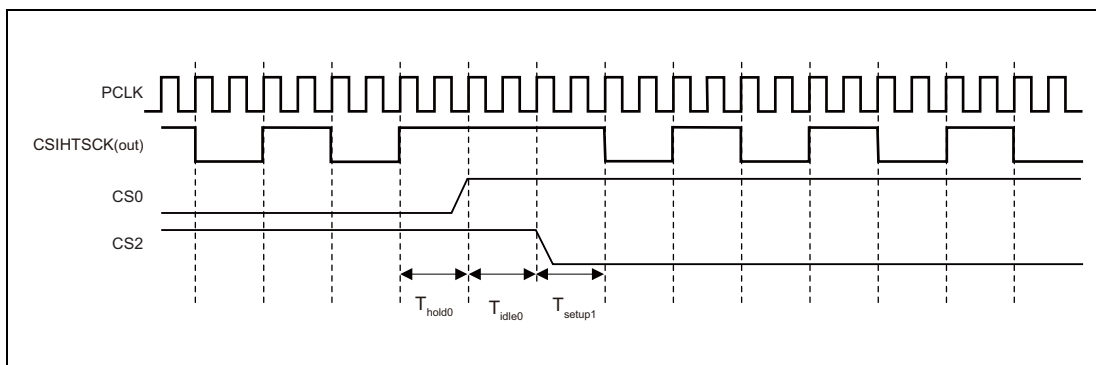 PCLK
CSIHTSCK(out)
CS0
CS2
Thold0 Tidle0 Tsetup1